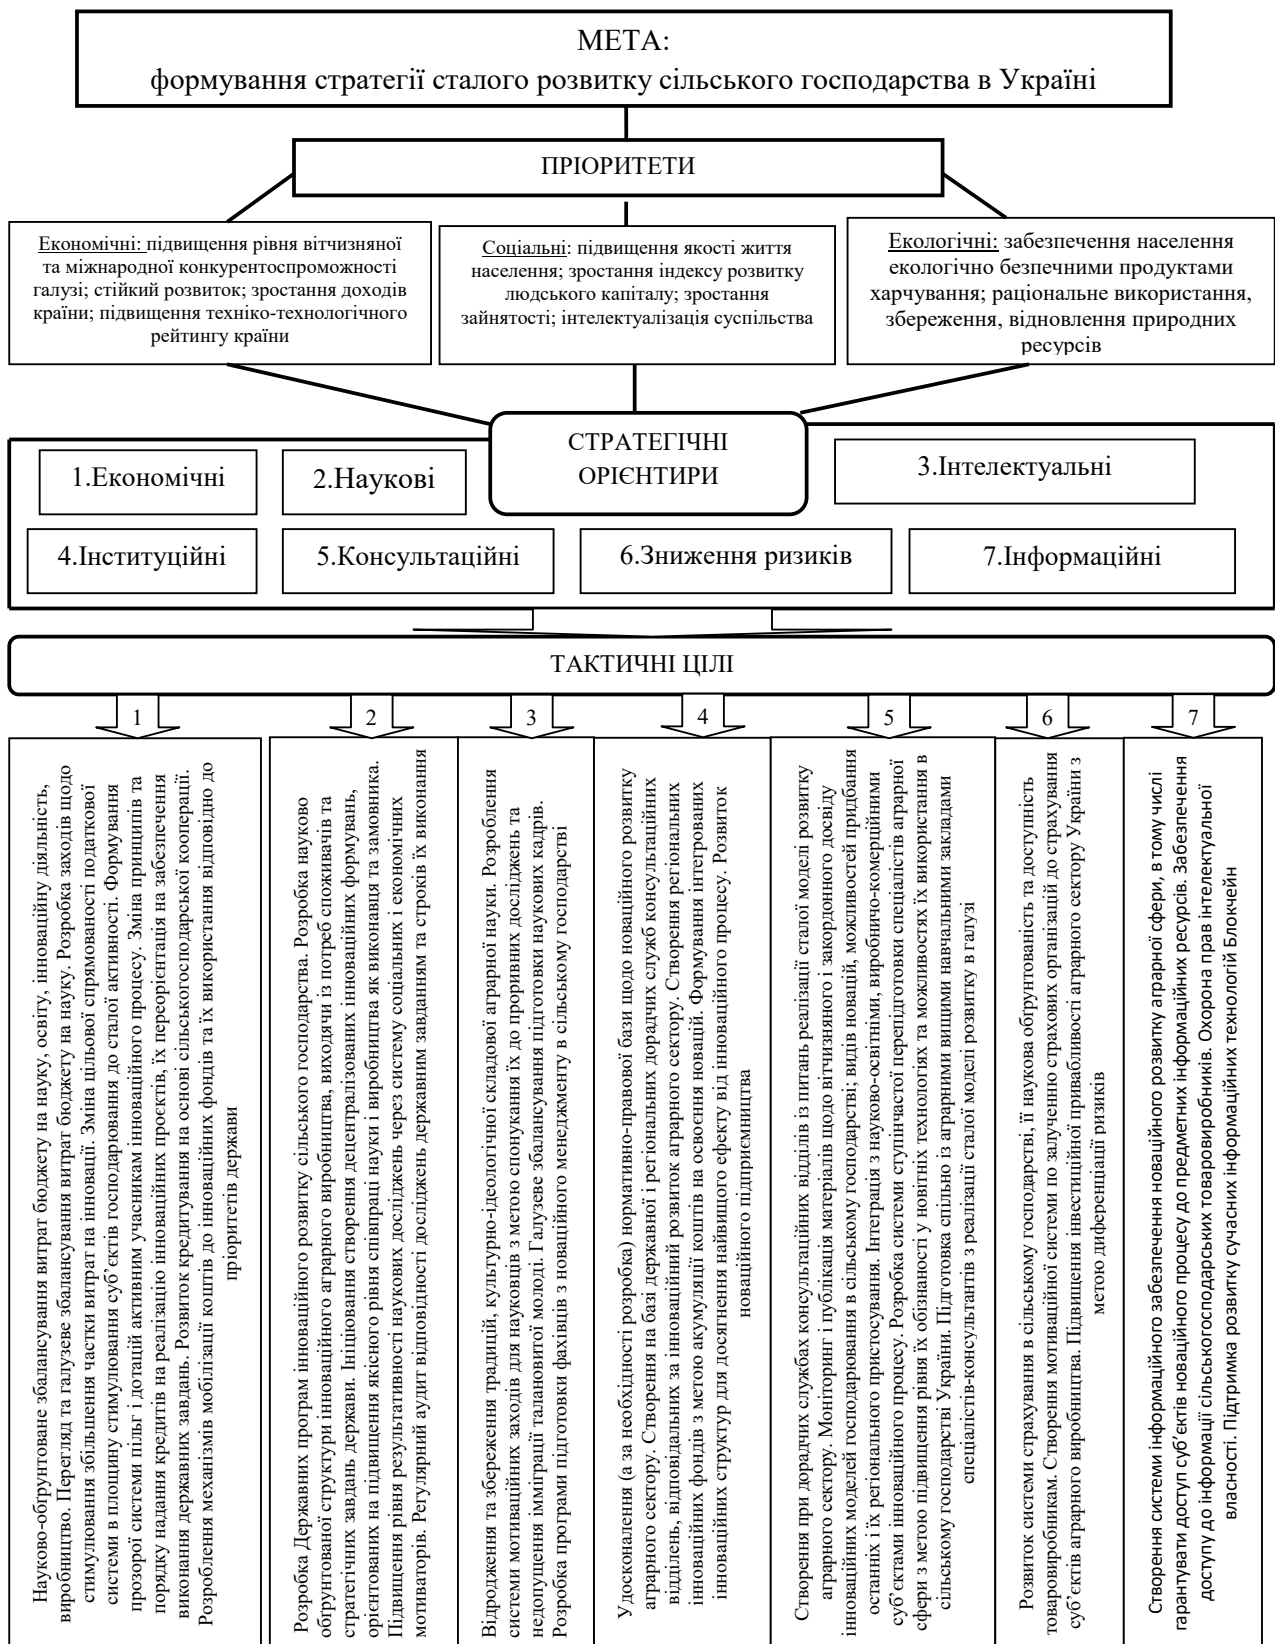 МЕТА:
формування стратегії сталого розвитку сільського господарства в Україні
ПРІОРИТЕТИ
Економічні: підвищення рівня вітчизняної
та міжнародної конкурентоспроможності
галузі; стійкий розвиток; зростання доходів
країни; підвищення техніко-технологічного
рейтингу країни
Соціальні: підвищення якості життя
населення; зростання індексу розвитку
людського капіталу; зростання
зайнятості; інтелектуалізація суспільства
Екологічні: забезпечення населення
екологічно безпечними продуктами
харчування; раціональне використання,
збереження, відновлення природних
ресурсів
СТРАТЕГІЧНІ
ОРІЄНТИРИ
1.Економічні
2.Наукові
3.Інтелектуальні
4.Інституційні
5.Консультаційні
6.Зниження ризиків
7.Інформаційні
ТАКТИЧНІ ЦІЛІ
1
2
3
4
5
6
7
Науково-обґрунтоване збалансування витрат бюджету на науку, освіту, інноваційну діяльність,
виробництво. Перегляд та галузеве збалансування витрат бюджету на науку. Розробка заходів щодо
стимулювання збільшення частки витрат на інновації. Зміна цільової спрямованості податкової
системи в площину стимулювання суб’єктів господарювання до сталої активності. Формування
прозорої системи пільг і дотацій активним учасникам інноваційного процесу. Зміна принципів та
порядку надання кредитів на реалізацію інноваційних проєктів, їх переорієнтація на забезпечення
виконання державних завдань. Розвиток кредитування на основі сільськогосподарської кооперації.
Розроблення механізмів мобілізації коштів до інноваційних фондів та їх використання відповідно до
пріоритетів держави
Розробка Державних програм інноваційного розвитку сільського господарства. Розробка науково
обґрунтованої структури інноваційного аграрного виробництва, виходячи із потреб споживачів та
стратегічних завдань держави. Ініціювання створення децентралізованих інноваційних формувань,
орієнтованих на підвищення якісного рівня співпраці науки і виробництва як виконавця та замовника.
Підвищення рівня результативності наукових досліджень через систему соціальних і економічних
мотиваторів. Регулярний аудит відповідності досліджень державним завданням та строків їх виконання
Відродження та збереження традицій, культурно-ідеологічної складової аграрної науки. Розроблення
системи мотиваційних заходів для науковців з метою спонукання їх до проривних досліджень та
недопущення імміграції талановитої молоді. Галузеве збалансування підготовки наукових кадрів.
Розробка програми підготовки фахівців з новаційного менеджменту в сільському господарстві
Удосконалення (а за необхідності розробка) нормативно-правової бази щодо новаційного розвитку
аграрного сектору. Створення на базі державної і регіональних дорадчих служб консультаційних
відділень, відповідальних за інноваційний розвиток аграрного сектору. Створення регіональних
інноваційних фондів з метою акумуляції коштів на освоєння новацій. Формування інтегрованих
інноваційних структур для досягнення найвищого ефекту від інноваційного процесу. Розвиток
новаційного підприємництва
Створення при дорадчих службах консультаційних відділів із питань реалізації сталої моделі розвитку
аграрного сектору. Моніторинг і публікація матеріалів щодо вітчизняного і закордонного досвіду
інноваційних моделей господарювання в сільському господарстві; видів новацій, можливостей придбання
останніх і їх регіонального пристосування. Інтеграція з науково-освітніми, виробничо-комерційними
суб’єктами інноваційного процесу. Розробка системи ступінчастої перепідготовки спеціалістів аграрної
сфери з метою підвищення рівня їх обізнаності у новітніх технологіях та можливостях їх використання в
сільському господарстві України. Підготовка спільно із аграрними вищими навчальними закладами
спеціалістів-консультантів з реалізації сталої моделі розвитку в галузі
Розвиток системи страхування в сільському господарстві, її наукова обґрунтованість та доступність
товаровиробникам. Створення мотиваційної системи по залученню страхових організацій до страхування
суб’єктів аграрного виробництва. Підвищення інвестиційної привабливості аграрного сектору України з
метою диференціації ризиків
Створення системи інформаційного забезпечення новаційного розвитку аграрної сфери, в тому числі
гарантувати доступ суб’єктів новаційного процесу до предметних інформаційних ресурсів. Забезпечення
доступу до інформації сільськогосподарських товаровиробників. Охорона прав інтелектуальної
власності. Підтримка розвитку сучасних інформаційних технологій Блокчейн